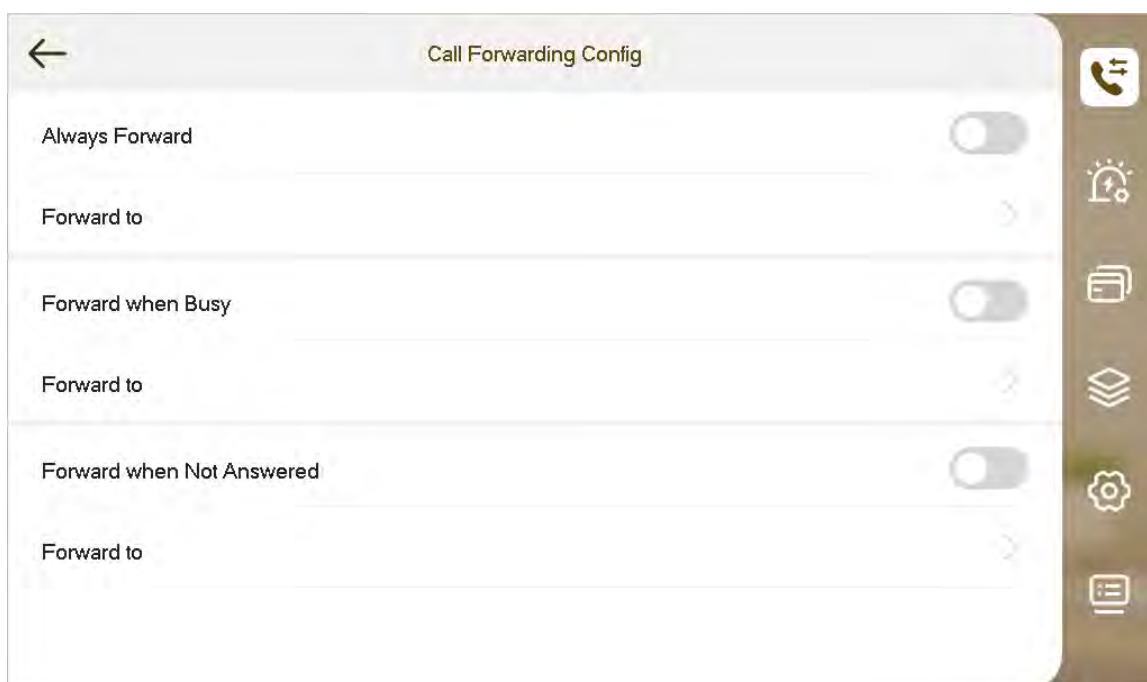 Call Forwarding Config
Always Forward
Forward to
Forward when Busy
Forward to
Forward when Not Answered
Forward to